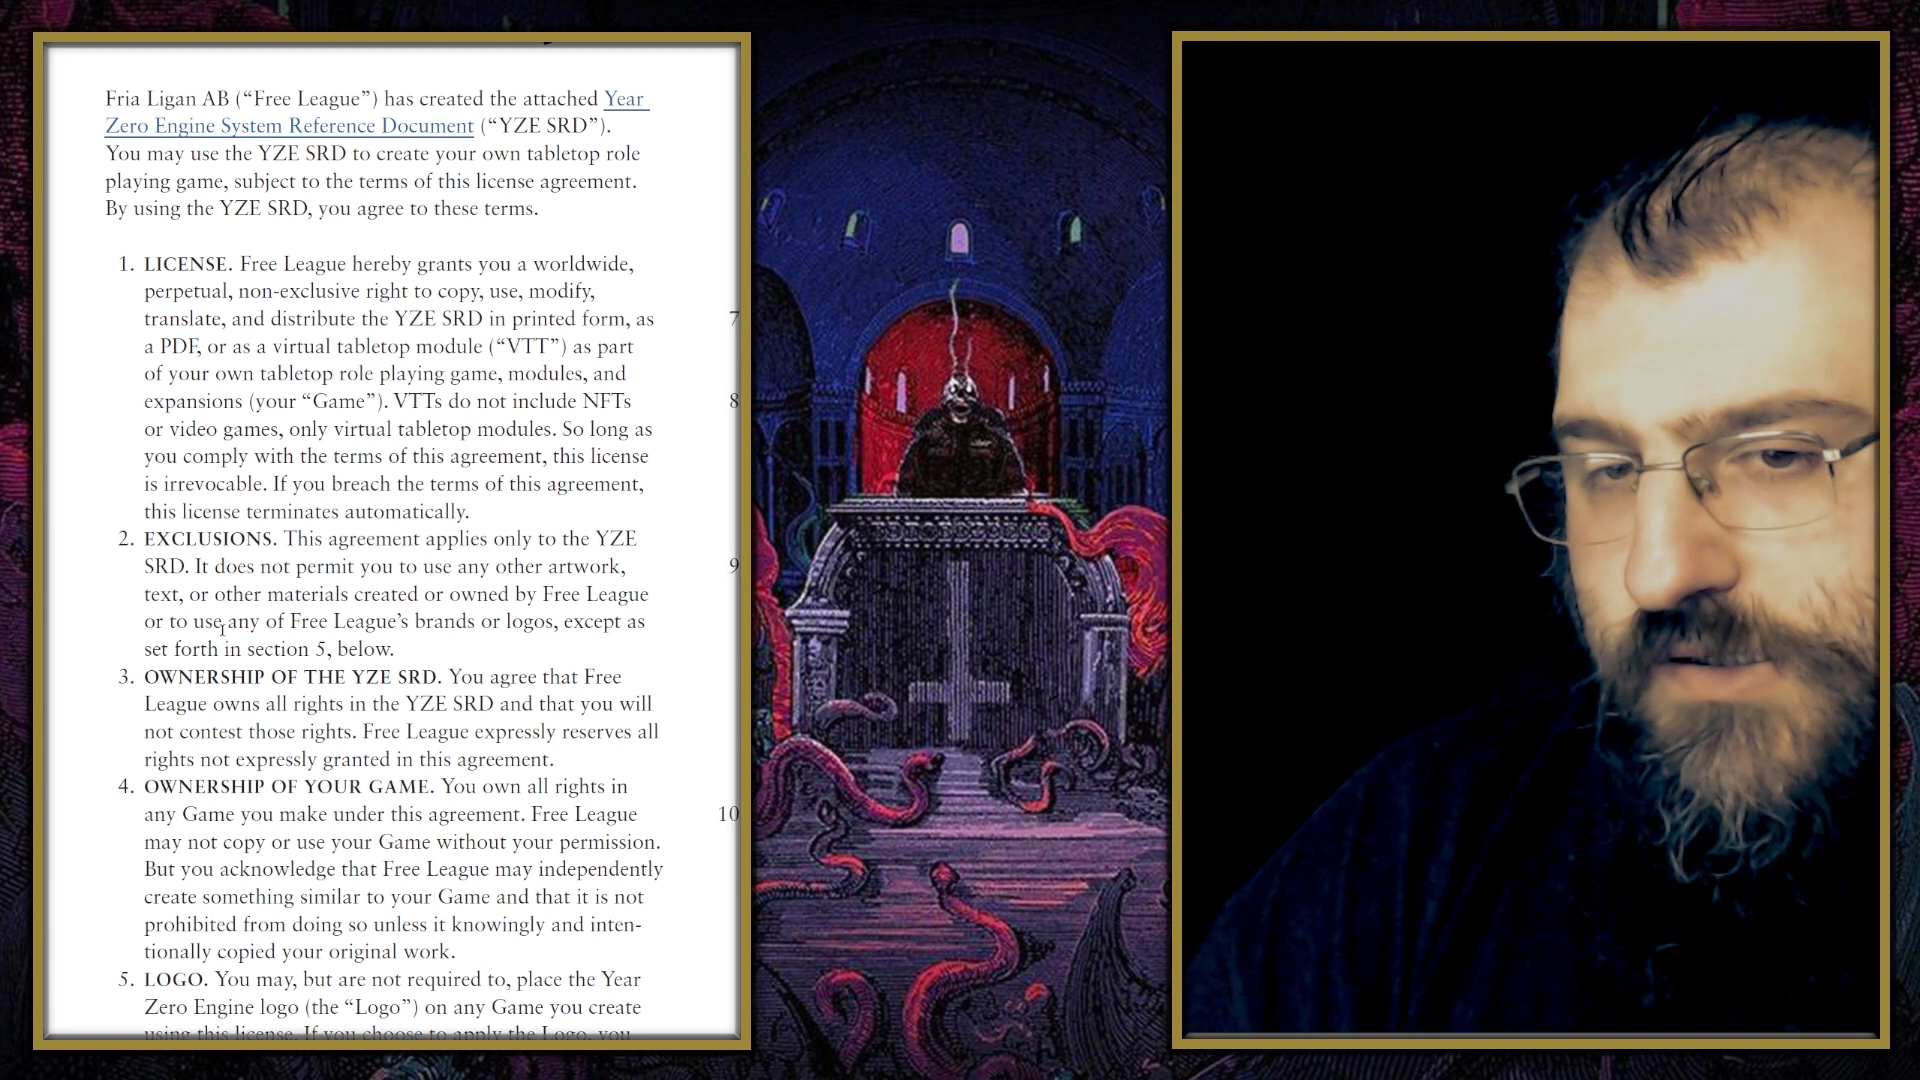 Fria Ligan AB (“Free League”) has created the attached Year
Zero Engine System Reference Document (“YZE SRD”).
You may use the YZE SRD to create your own tabletop role
playing game, subject to the terms of this license agreement.
By using the YZE SRD, you agree to these terms.
1. LICENSE. Free League hereby grants you a worldwide,
perpetual, non-exclusive right to copy, use, modify,
translate, and distribute the YZE SRD in printed form, as
a PDF, or as a virtual tabletop module (“VTT”) as part
of your own tabletop role playing game, modules, and
expansions (your “Game”). VTTs do not include NFTs
or video games, only virtual tabletop modules. So long as
you comply with the terms of this agreement, this license
is irrevocable. If you breach the terms of this agreement,
this license terminates automatically.
2. EXCLUSIONS. This agreement applies only to the YZE
SRD. It does not permit you to use any other artwork,
text, or other materials created or owned by Free League
or to use any of Free League’s brands or logos, except as
set forth in section 5, below.
3. OWNERSHIP OF THE YZE SRD. You agree that Free
League owns all rights in the YZE SRD and that you will
not contest those rights. Free League expressly reserves all
rights not expressly granted in this agreement.
4. OWNERSHIP OF YOUR GAME. You own all rights in
any Game you make under this agreement. Free League
may not copy or use your Game without your permission.
But you acknowledge that Free League may independently
create something similar to your Game and that it is not
prohibited from doing so unless it knowingly and inten-
tionally copied your original work.
5. LOGO. You may, but are not required to, place the Year
Zero Engine logo (the “Logo”) on any Game you create
using this license. If you choose to apply the Logo, you
7
8
9
10